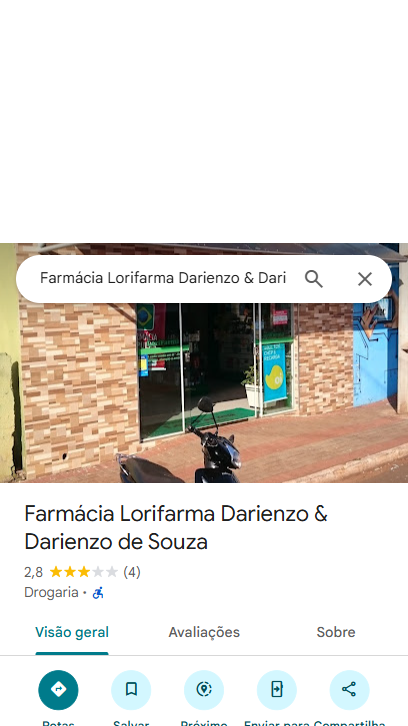 Farmácia Lorifarma Darienzo & Dari
Farmácia Lorifarma Darienzo &
Darienzo de Souza
2,8 (4)
Drogaria ·
Visão geral Avaliações Sobre
Rotas Salvar Próximo Enviar para Compartilha